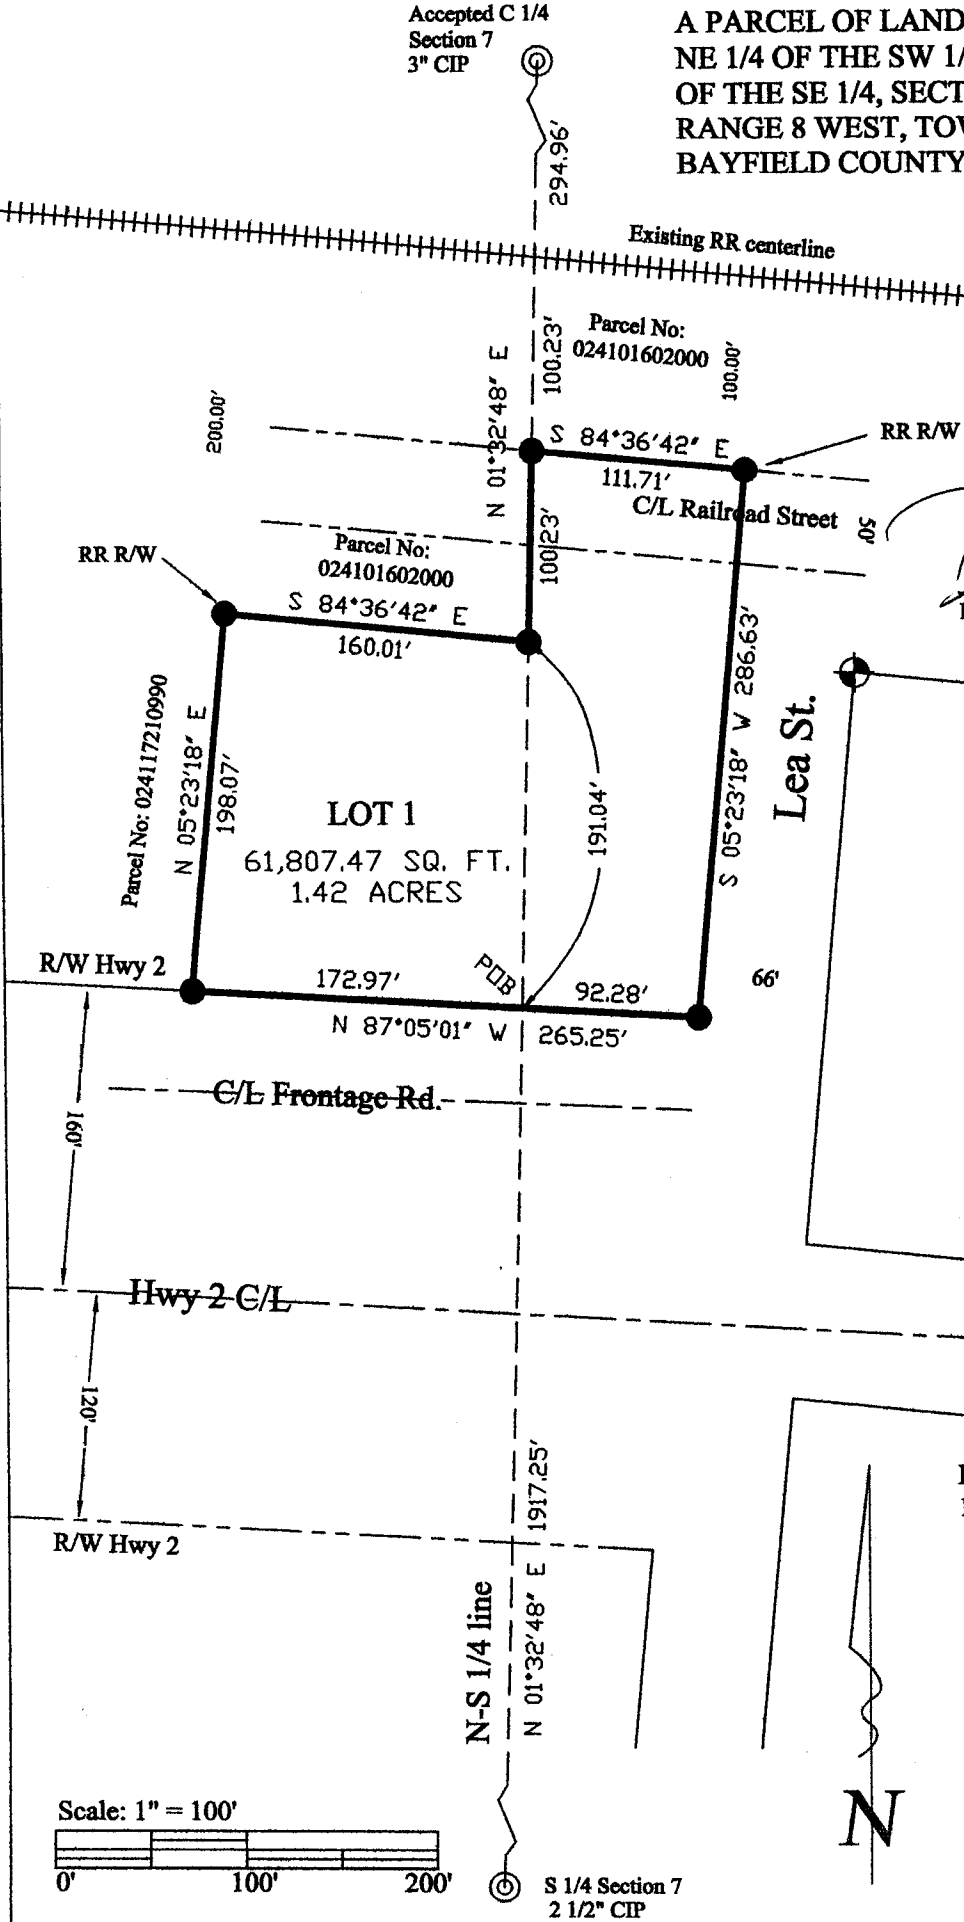 Accepted C 1/4
Section 7
3" CIP
A PARCEL OF LAND
NE 1/4 OF THE SW 1/
OF THE SE 1/4, SECT
RANGE 8 WEST, TOW
BAYFIELD COUNTY
294.96'
Existing RR centerline
Parcel No:
024101602000
100.23'
100.00'
200.00'
N 01°32'48" E
S 84°36'42" E
111.71'
RR R/W
C/L Railroad Street
50'
100.23'
Parcel No:
024101602000
RR R/W
S 84°36'42" E
160.01'
Parcel No: 024117210990
N 05°23'18" E
198.07'
S 05°23'18" W 286.63'
Lea St.
LOT 1
61,807.47 SQ. FT.
1.42 ACRES
191.04'
R/W Hwy 2
172.97'
POB
92.28'
66'
N 87°05'01" W 265.25'
C/L Frontage Rd.
160'
Hwy 2 C/L
120'
R/W Hwy 2
N-S 1/4 line
N 01°32'48" E 1917.25'
Scale: 1" = 100'
0' 100' 200'
N
S 1/4 Section 7
2 1/2" CIP